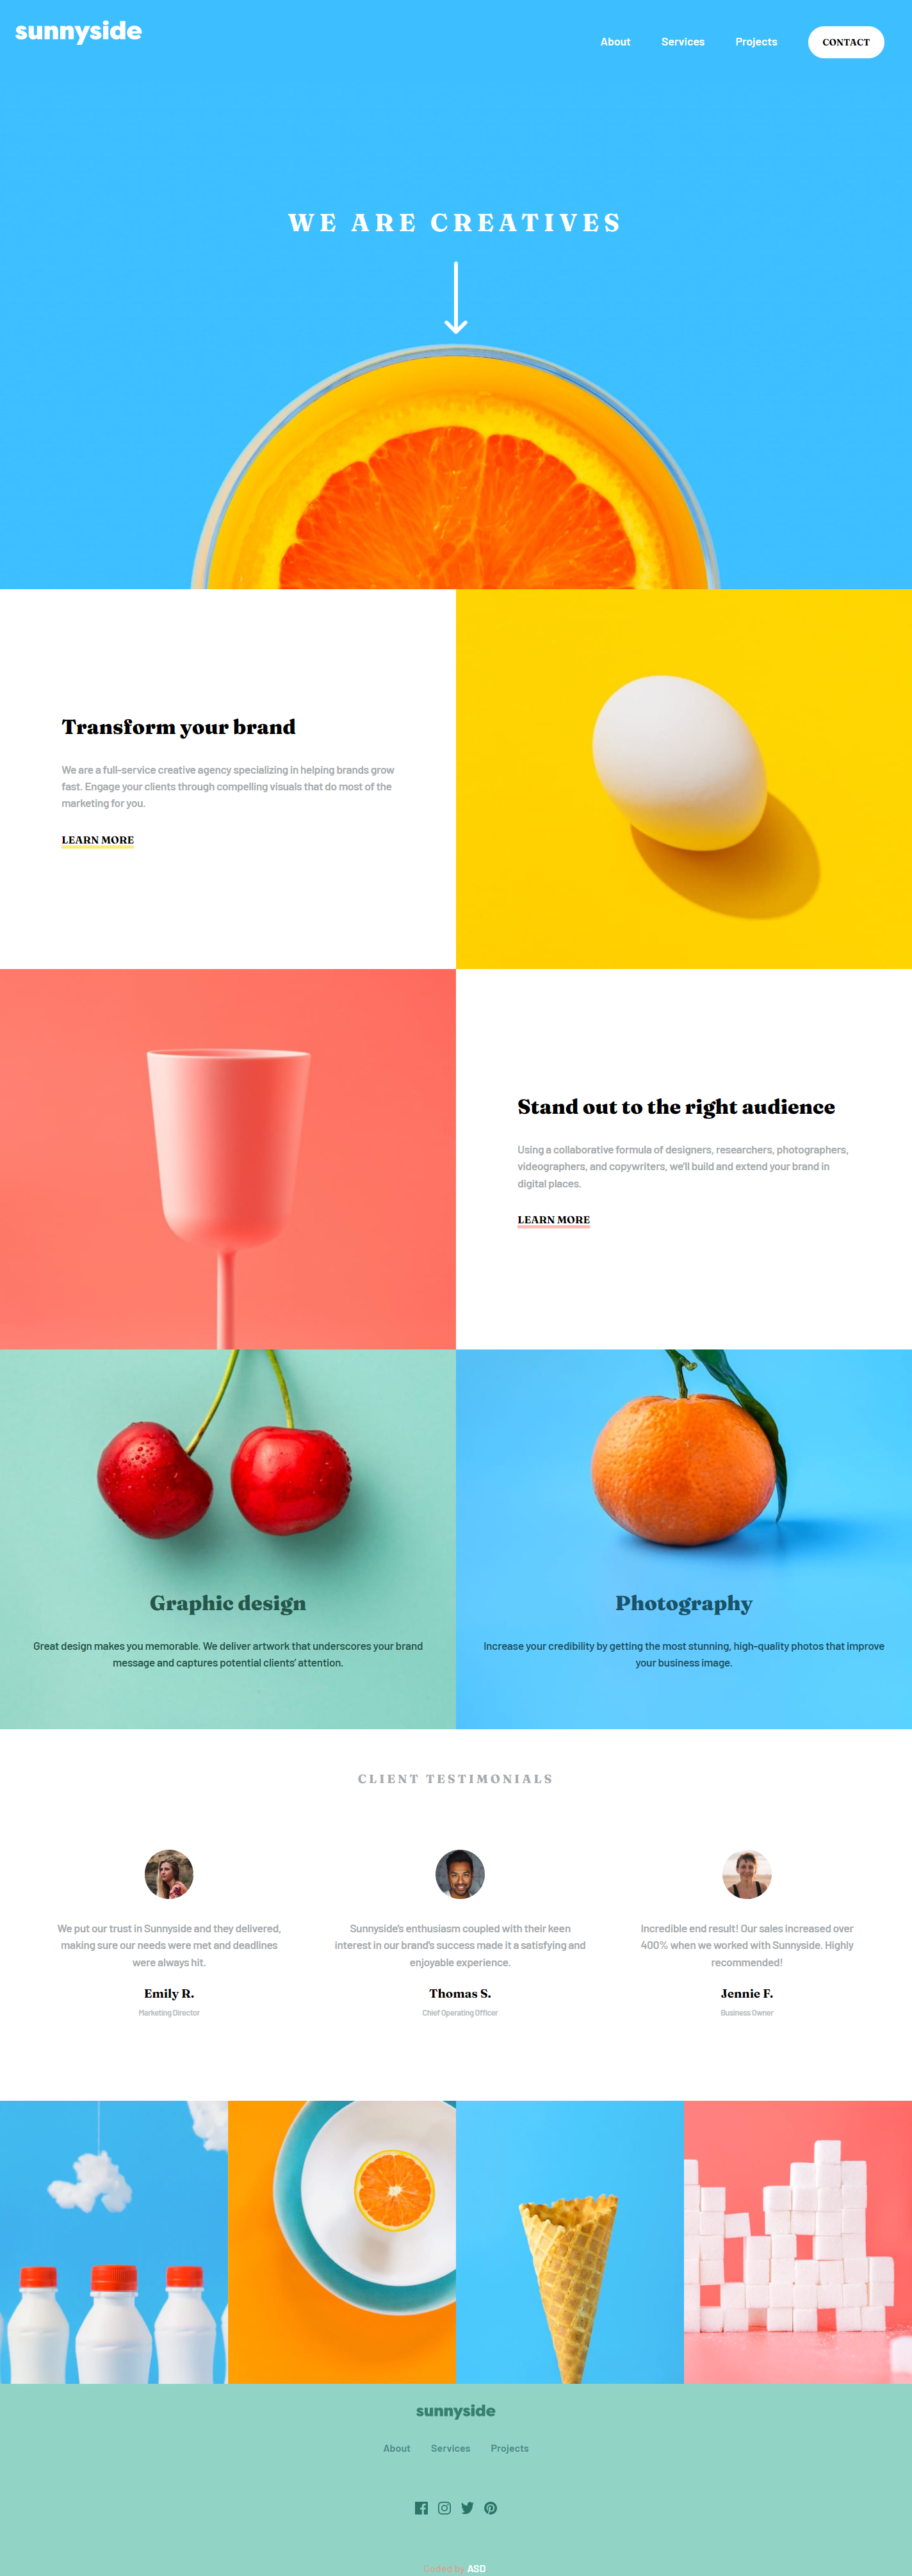 sunnyside
About Services Projects CONTACT
WE ARE CREATIVES
Transform your brand
We are a full-service creative agency specializing in helping brands grow
fast. Engage your clients through compelling visuals that do most of the
marketing for you.
LEARN MORE
Stand out to the right audience
Using a collaborative formula of designers, researchers, photographers,
videographers, and copywriters, we'll build and extend your brand in
digital places.
LEARN MORE
Graphic design
Great design makes you memorable. We deliver artwork that underscores your brand
message and captures potential clients' attention.
Photography
Increase your credibility by getting the most stunning, high-quality photos that improve
your business image.
CLIENT TESTIMONIALS
We put our trust in Sunnyside and they delivered,
making sure our needs were met and deadlines
were always hit.
Emily R.
Marketing Director
Sunnyside's enthusiasm coupled with their keen
interest in our brand's success made it a satisfying and
enjoyable experience.
Thomas S.
Chief Operating Officer
Incredible end result! Our sales increased over
400% when we worked with Sunnyside. Highly
recommended!
Jennie F.
Business Owner
sunnyside
About Services Projects
Coded by ASD